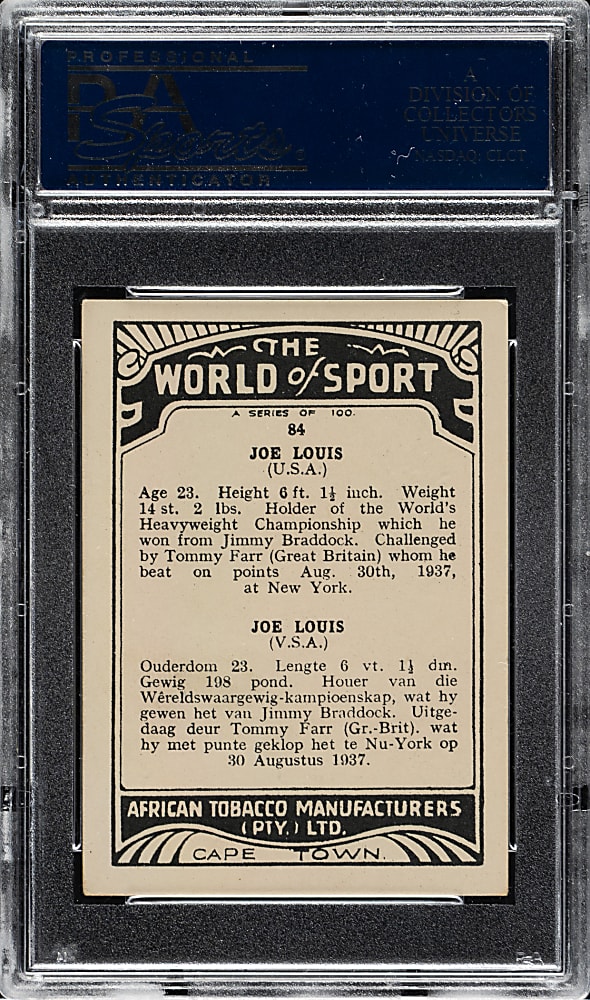 PROFESSIONAL
PSA
Sports
AUTHENTICATOR
A
DIVISION OF
COLLECTORS
UNIVERSE
NASDAQ: CLCT
THE
WORLD of SPORT
A SERIES OF 100.
84
JOE LOUIS
(U.S.A.)
Age 23. Height 6 ft. 1½ inch. Weight
14 st. 2 lbs. Holder of the World's
Heavyweight Championship which he
won from Jimmy Braddock. Challenged
by Tommy Farr (Great Britain) whom he
beat on points Aug. 30th, 1937,
at New York.
JOE LOUIS
(V.S.A.)
Ouderdom 23. Lengte 6 vt. 1½ dm.
Gewig 198 pond. Houer van die
Wêreldswaargewig-kampioenskap, wat hy
gewen het van Jimmy Braddock. Uitge-
daag deur Tommy Farr (Gr.-Brit). wat
hy met punte geklop het te Nu-York op
30 Augustus 1937.
AFRICAN TOBACCO MANUFACTURERS
(PTY.) LTD.
CAPE TOWN.
PSA